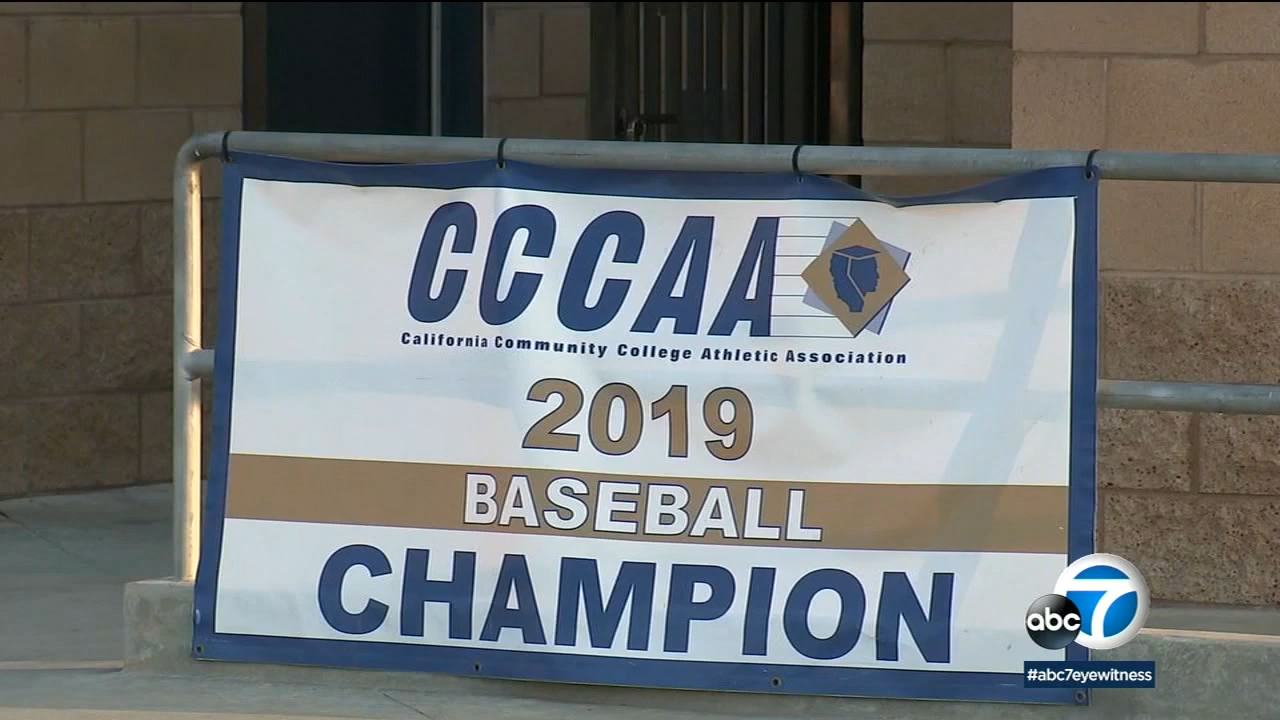 CCCAA
California Community College Athletic Association
2019
BASEBALL
CHAMPION
abc 7
#abc7eyewitness